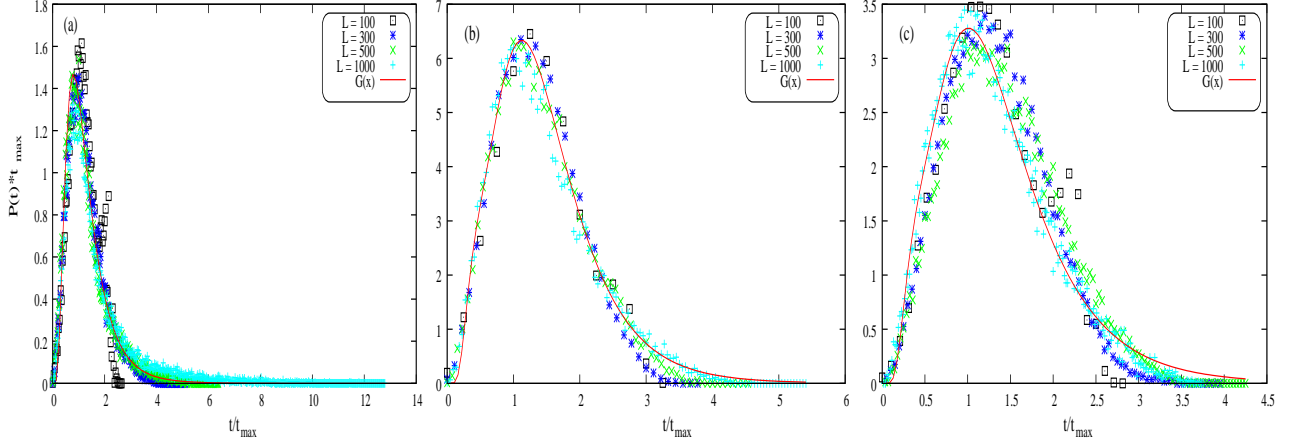 (a)
L = 100
L = 300
L = 500
L = 1000
G(x)
P(t)*t max
0
0.2
0.4
0.6
0.8
1
1.2
1.4
1.6
1.8
0 2 4 6 8 10 12 14
t/tmax
(b)
L = 100
L = 300
L = 500
L = 1000
G(x)
0
1
2
3
4
5
6
7
0 1 2 3 4 5 6
t/tmax
(c)
L = 100
L = 300
L = 500
L = 1000
G(x)
0
0.5
1
1.5
2
2.5
3
3.5
0 0.5 1 1.5 2 2.5 3 3.5 4 4.5
t/tmax